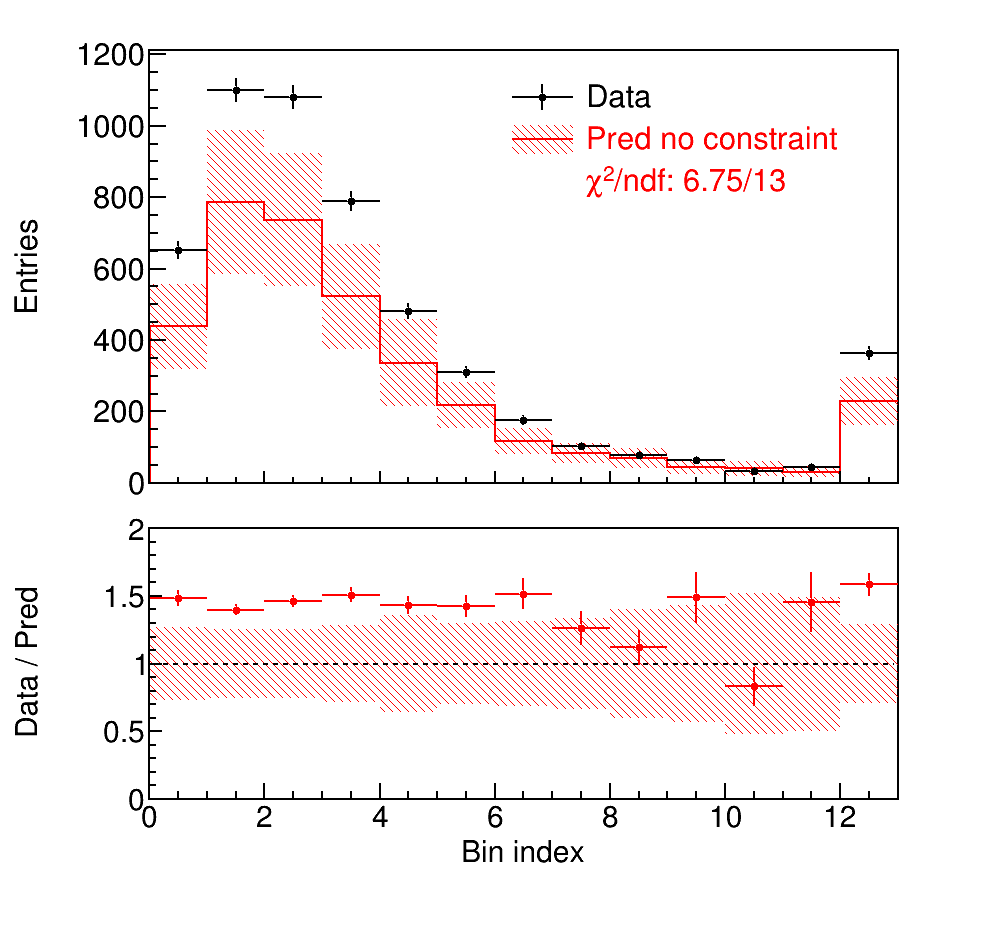 1200
1000
800
600
400
200
0
Entries
Data
Pred no constraint
χ²/ndf: 6.75/13
2
1.5
1
0.5
0
Data / Pred
0 2 4 6 8 10 12
Bin index